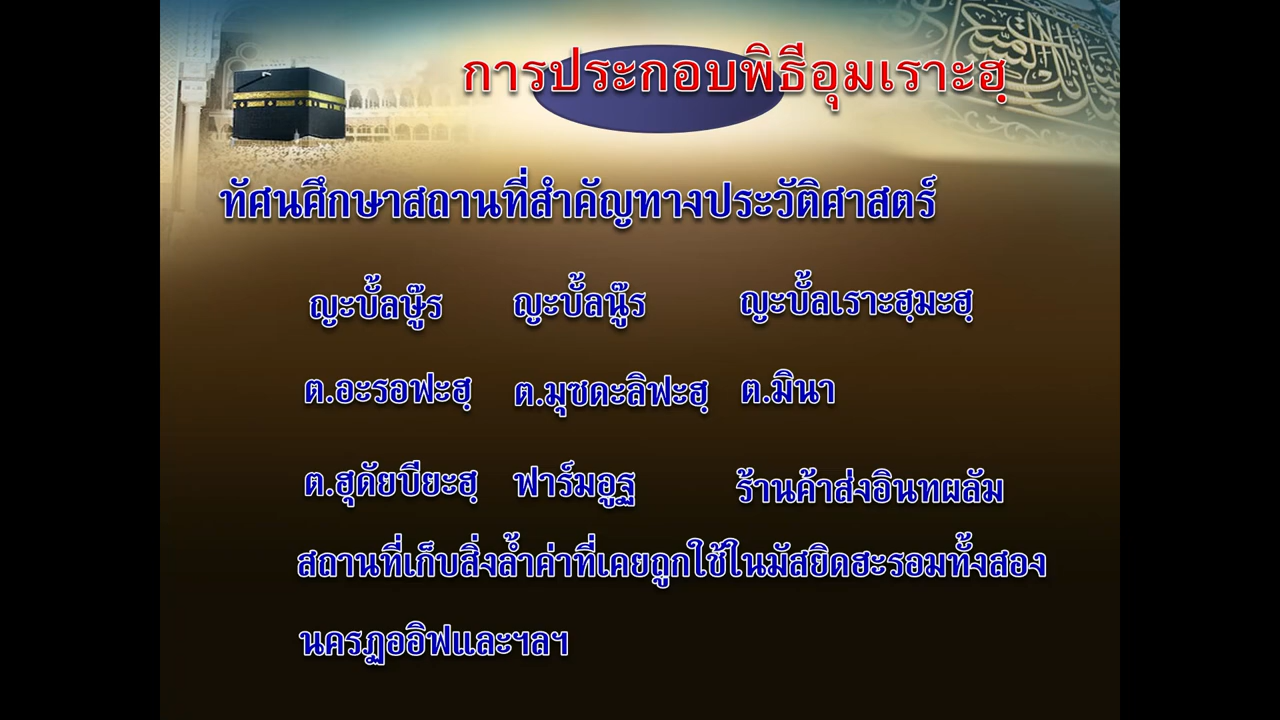 การประกอบพิธีอุมเราะฮฺ
ทัศนศึกษาสถานที่สำคัญทางประวัติศาสตร์
ญะบั้ลษู๊ร ญะบั้ลนู๊ร ญะบั้ลเราะฮฺมะฮฺ
ต.อะรอฟะฮฺ ต.มุซดะลิฟะฮฺ ต.มินา
ต.ฮุดัยบียะฮฺ ฟาร์มอูฐ ร้านค้าส่งอินทผลัม
สถานที่เก็บสิ่งล้ำค่าที่เคยถูกใช้ในมัสยิดฮะรอมทั้งสอง
นครฏออิฟและฯลฯ